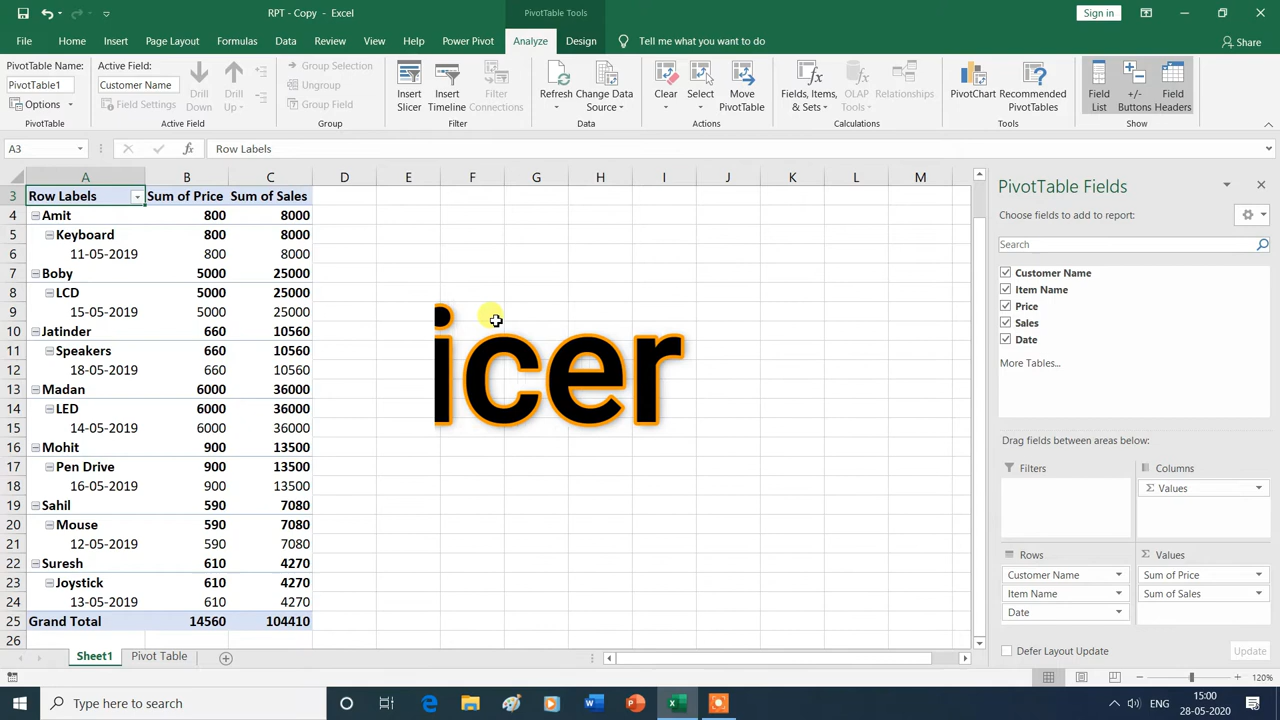 RPT - Copy - Excel
PivotTable Tools
Sign in
File Home Insert Page Layout Formulas Data Review View Help Power Pivot Analyze Design Tell me what you want to do Share
PivotTable Name:
PivotTable1
Options
PivotTable
Active Field:
Customer Name
Field Settings
Drill Down
Drill Up
Active Field
Group Selection
Ungroup
Group Field
Group
Insert Slicer
Insert Timeline
Filter Connections
Filter
Refresh
Change Data Source
Data
Clear
Select
Move PivotTable
Actions
Fields, Items, & Sets
OLAP Tools
Calculations
PivotChart
Recommended PivotTables
Tools
Field List
+/- Buttons
Field Headers
Show
A3
fx
Row Labels
A B C D E F G H I J K L M
3 Row Labels Sum of Price Sum of Sales
4 Amit 800 8000
5 Keyboard 800 8000
6 11-05-2019 800 8000
7 Boby 5000 25000
8 LCD 5000 25000
9 15-05-2019 5000 25000
10 Jatinder 660 10560
11 Speakers 660 10560
12 18-05-2019 660 10560
13 Madan 6000 36000
14 LED 6000 36000
15 14-05-2019 6000 36000
16 Mohit 900 13500
17 Pen Drive 900 13500
18 16-05-2019 900 13500
19 Sahil 590 7080
20 Mouse 590 7080
21 12-05-2019 590 7080
22 Suresh 610 4270
23 Joystick 610 4270
24 13-05-2019 610 4270
25 Grand Total 14560 104410
26
icer
PivotTable Fields
Choose fields to add to report:
Search
Customer Name
Item Name
Price
Sales
Date
More Tables...
Drag fields between areas below:
Filters
Columns
Σ Values
Rows
Customer Name
Item Name
Date
Σ Values
Sum of Price
Sum of Sales
Defer Layout Update
Update
Sheet1
Pivot Table
120%
Type here to search
ENG
15:00
28-05-2020